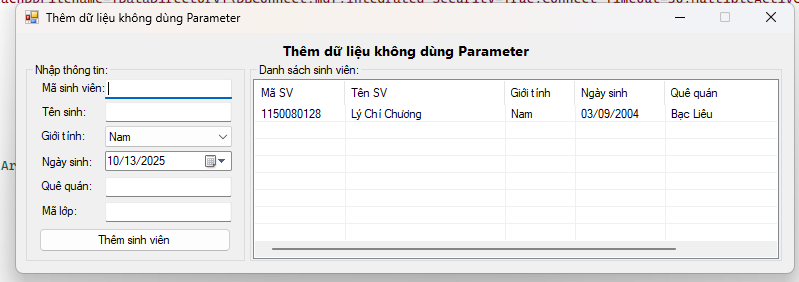 Thêm dữ liệu không dùng Parameter
Thêm dữ liệu không dùng Parameter
Nhập thông tin:
Mã sinh viên:
Tên sinh:
Giới tính:
Nam
Ngày sinh:
10/13/2025
Quê quán:
Mã lớp:
Thêm sinh viên
Danh sách sinh viên:
Mã SV Tên SV Giới tính Ngày sinh Quê quán
1150080128 Lý Chí Chương Nam 03/09/2004 Bạc Liêu
Ar